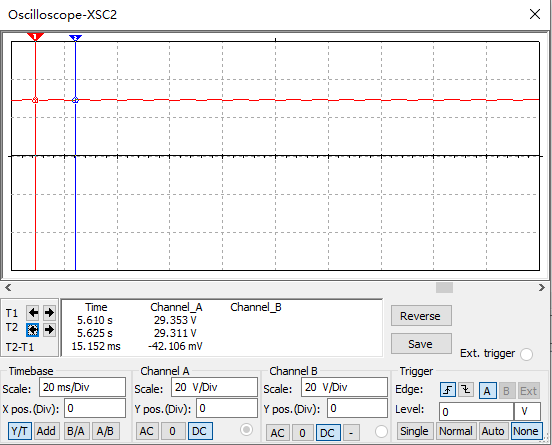 Oscilloscope-XSC2
1 2
T1
T2
T2-T1
Time Channel_A Channel_B
5.610 s 29.353 V
5.625 s 29.311 V
15.152 ms -42.106 mV
Reverse
Save
Ext. trigger
Timebase
Scale: 20 ms/Div
X pos.(Div): 0
Y/T Add B/A A/B
Channel A
Scale: 20 V/Div
Y pos.(Div): 0
AC 0 DC
Channel B
Scale: 20 V/Div
Y pos.(Div): 0
AC 0 DC -
Trigger
Edge: A B Ext
Level: 0 V
Single Normal Auto None